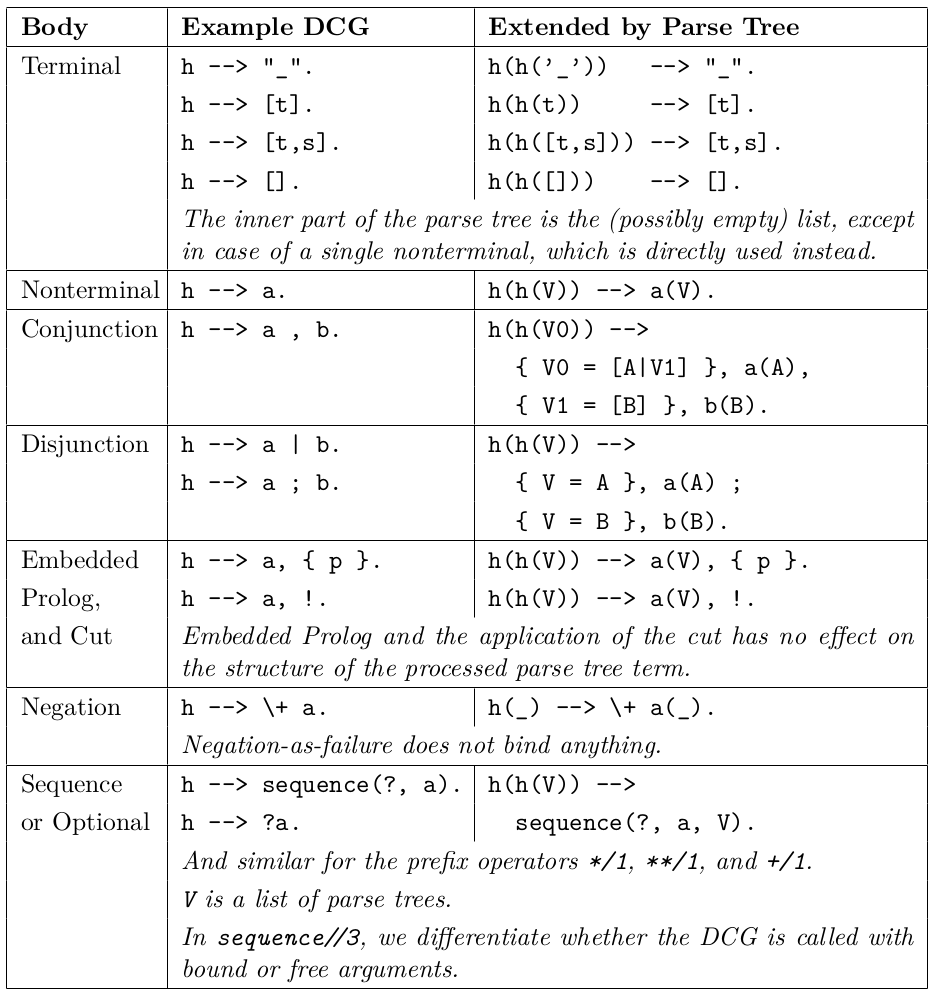 Body Example DCG Extended by Parse Tree
Terminal h --> "_". h(h('_')) --> "_".
h --> [t]. h(h(t)) --> [t].
h --> [t,s]. h(h([t,s])) --> [t,s].
h --> []. h(h([])) --> [].
The inner part of the parse tree is the (possibly empty) list, except
in case of a single nonterminal, which is directly used instead.
Nonterminal h --> a. h(h(V)) --> a(V).
Conjunction h --> a , b. h(h(V0)) -->
{ V0 = [A|V1] }, a(A),
{ V1 = [B] }, b(B).
Disjunction h --> a | b. h(h(V)) -->
h --> a ; b. { V = A }, a(A) ;
{ V = B }, b(B).
Embedded h --> a, { p }. h(h(V)) --> a(V), { p }.
Prolog, h --> a, !. h(h(V)) --> a(V), !.
and Cut Embedded Prolog and the application of the cut has no effect on
the structure of the processed parse tree term.
Negation h --> \+ a. h(_) --> \+ a(_).
Negation-as-failure does not bind anything.
Sequence h --> sequence(?, a). h(h(V)) -->
or Optional h --> ?a. sequence(?, a, V).
And similar for the prefix operators */1, **/1, and +/1.
V is a list of parse trees.
In sequence//3, we differentiate whether the DCG is called with
bound or free arguments.